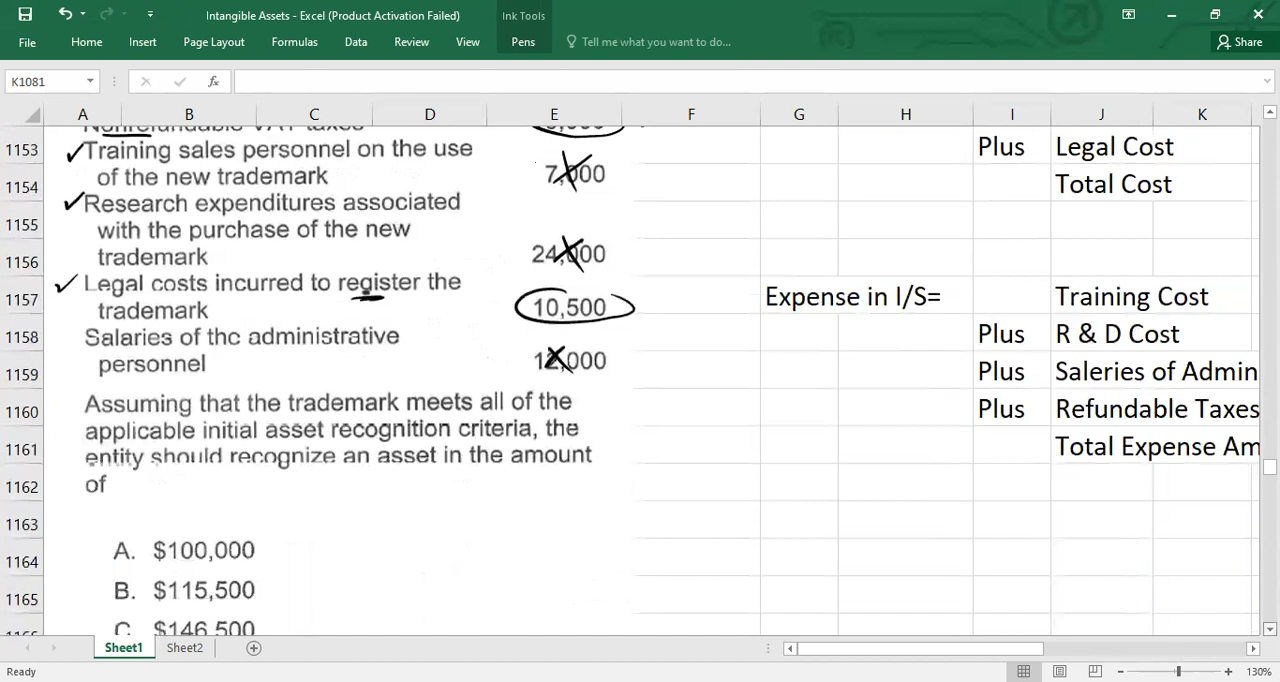 Intangible Assets - Excel (Product Activation Failed)
Ink Tools
File Home Insert Page Layout Formulas Data Review View Pens Tell me what you want to do... Share
K1081 fx
A B C D E F G H I J K
1153 Training sales personnel on the use Plus Legal Cost
of the new trademark 7,000
1154 Total Cost
Research expenditures associated
1155 with the purchase of the new
1156 trademark 24,000
Legal costs incurred to register the
1157 trademark 10,500 Expense in I/S= Training Cost
1158 Salaries of the administrative Plus R & D Cost
1159 personnel 12,000 Plus Saleries of Admin
1160 Assuming that the trademark meets all of the Plus Refundable Taxes
applicable initial asset recognition criteria, the
1161 entity should recognize an asset in the amount Total Expense Am
1162 of
1163
1164 A. $100,000
1165 B. $115,500
C. $146,500
Sheet1 Sheet2
Ready 130%